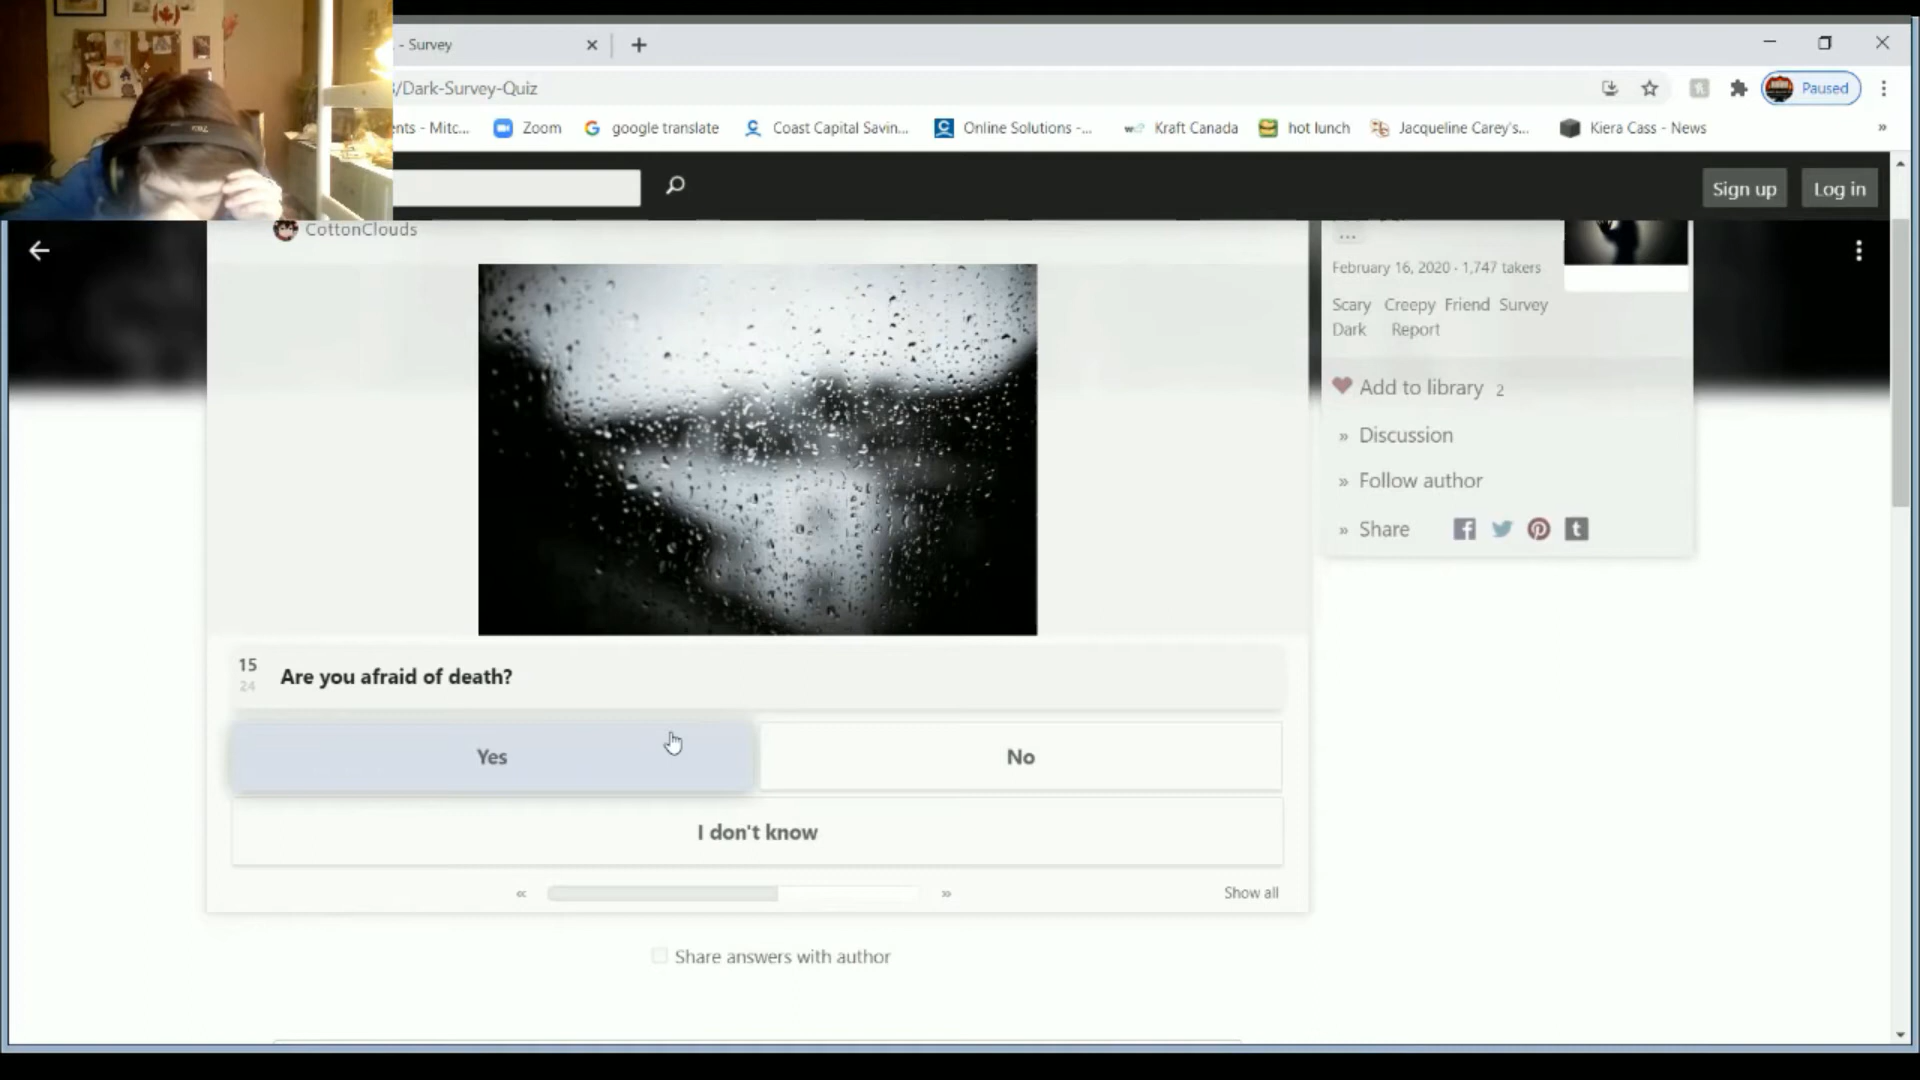 - Survey
/Dark-Survey-Quiz
Paused
ents - Mitc...
Zoom
google translate
Coast Capital Savin...
Online Solutions -...
Kraft Canada
hot lunch
Jacqueline Carey's...
Kiera Cass - News
»
Sign up
Log in
CottonClouds
...
February 16, 2020 - 1,747 takers
Scary Creepy Friend Survey
Dark Report
Add to library 2
» Discussion
» Follow author
» Share
15
24
Are you afraid of death?
Yes
No
I don't know
«
»
Show all
Share answers with author